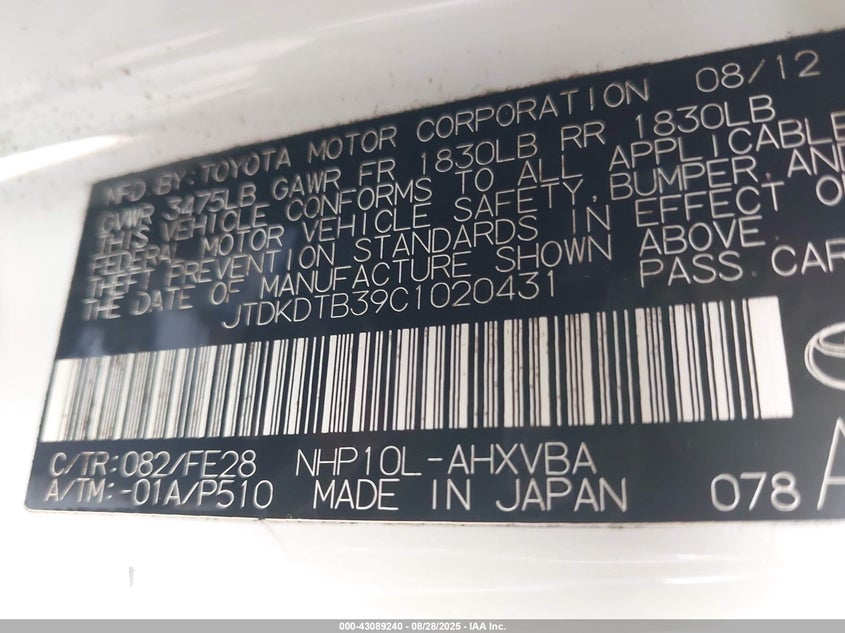 MFD BY: TOYOTA MOTOR CORPORATION 08/12
GVWR 3475LB GAWR FR 1830LB RR 1830LB
THIS VEHICLE CONFORMS TO ALL APPLICABLE
FEDERAL MOTOR VEHICLE SAFETY, BUMPER, AND
THEFT PREVENTION STANDARDS IN EFFECT O
THE DATE OF MANUFACTURE SHOWN ABOVE.
JTDKDTB39C1020431 PASS CAR
C/TR: 082/FE28 NHP10L-AHXVBA
A/TM: -01A/P510 MADE IN JAPAN 078
000-43089240 - 08/28/2025 - IAA Inc.